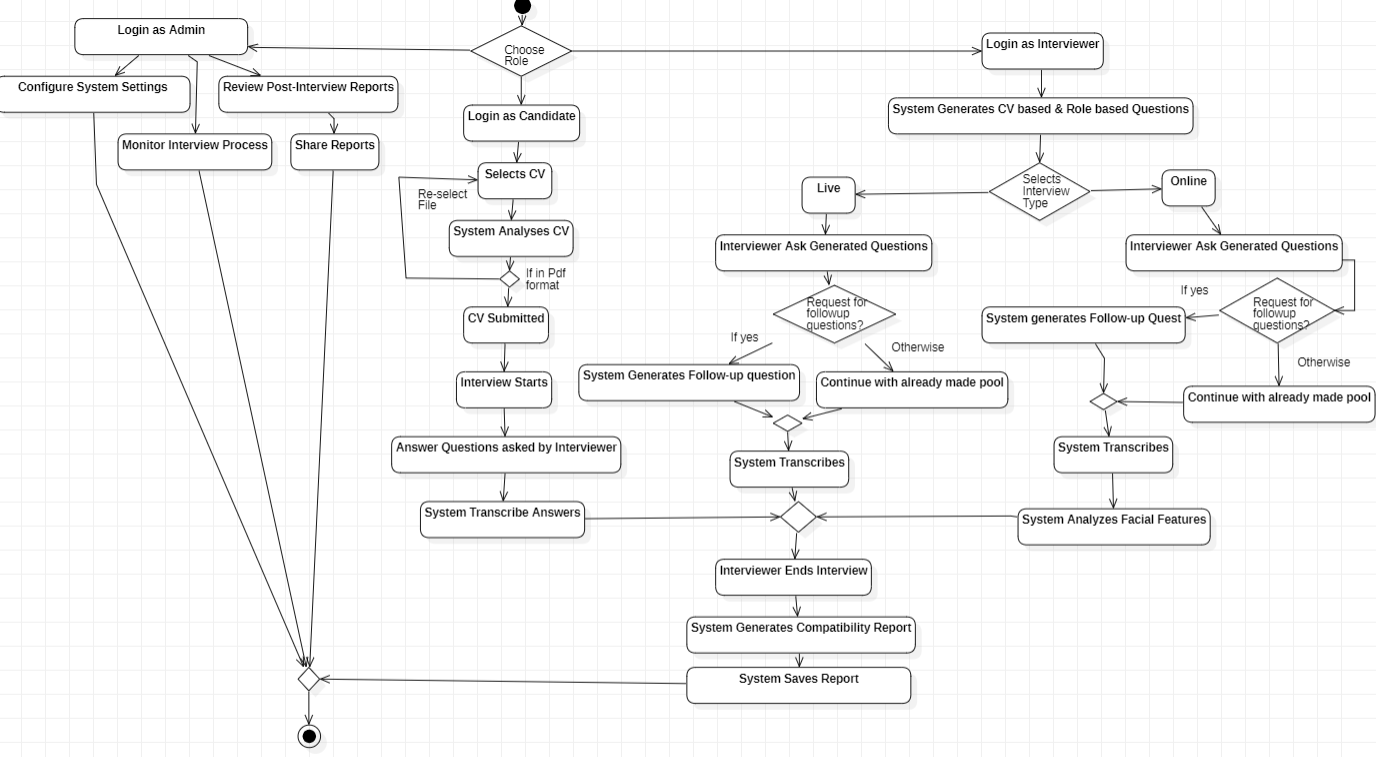 Login as Admin
Choose
Role
Login as Interviewer
Configure System Settings
Review Post-Interview Reports
System Generates CV based & Role based Questions
Login as Candidate
Monitor Interview Process
Share Reports
Selects CV
Re-select
File
Selects
Interview
Type
Live
Online
System Analyses CV
Interviewer Ask Generated Questions
Interviewer Ask Generated Questions
If in Pdf
format
If yes
Request for
followup
questions?
Request for
followup
questions?
CV Submitted
System generates Follow-up Quest
If yes
Otherwise
Otherwise
Interview Starts
System Generates Follow-up question
Continue with already made pool
Continue with already made pool
Answer Questions asked by Interviewer
System Transcribes
System Transcribes
System Transcribe Answers
System Analyzes Facial Features
Interviewer Ends Interview
System Generates Compatibility Report
System Saves Report